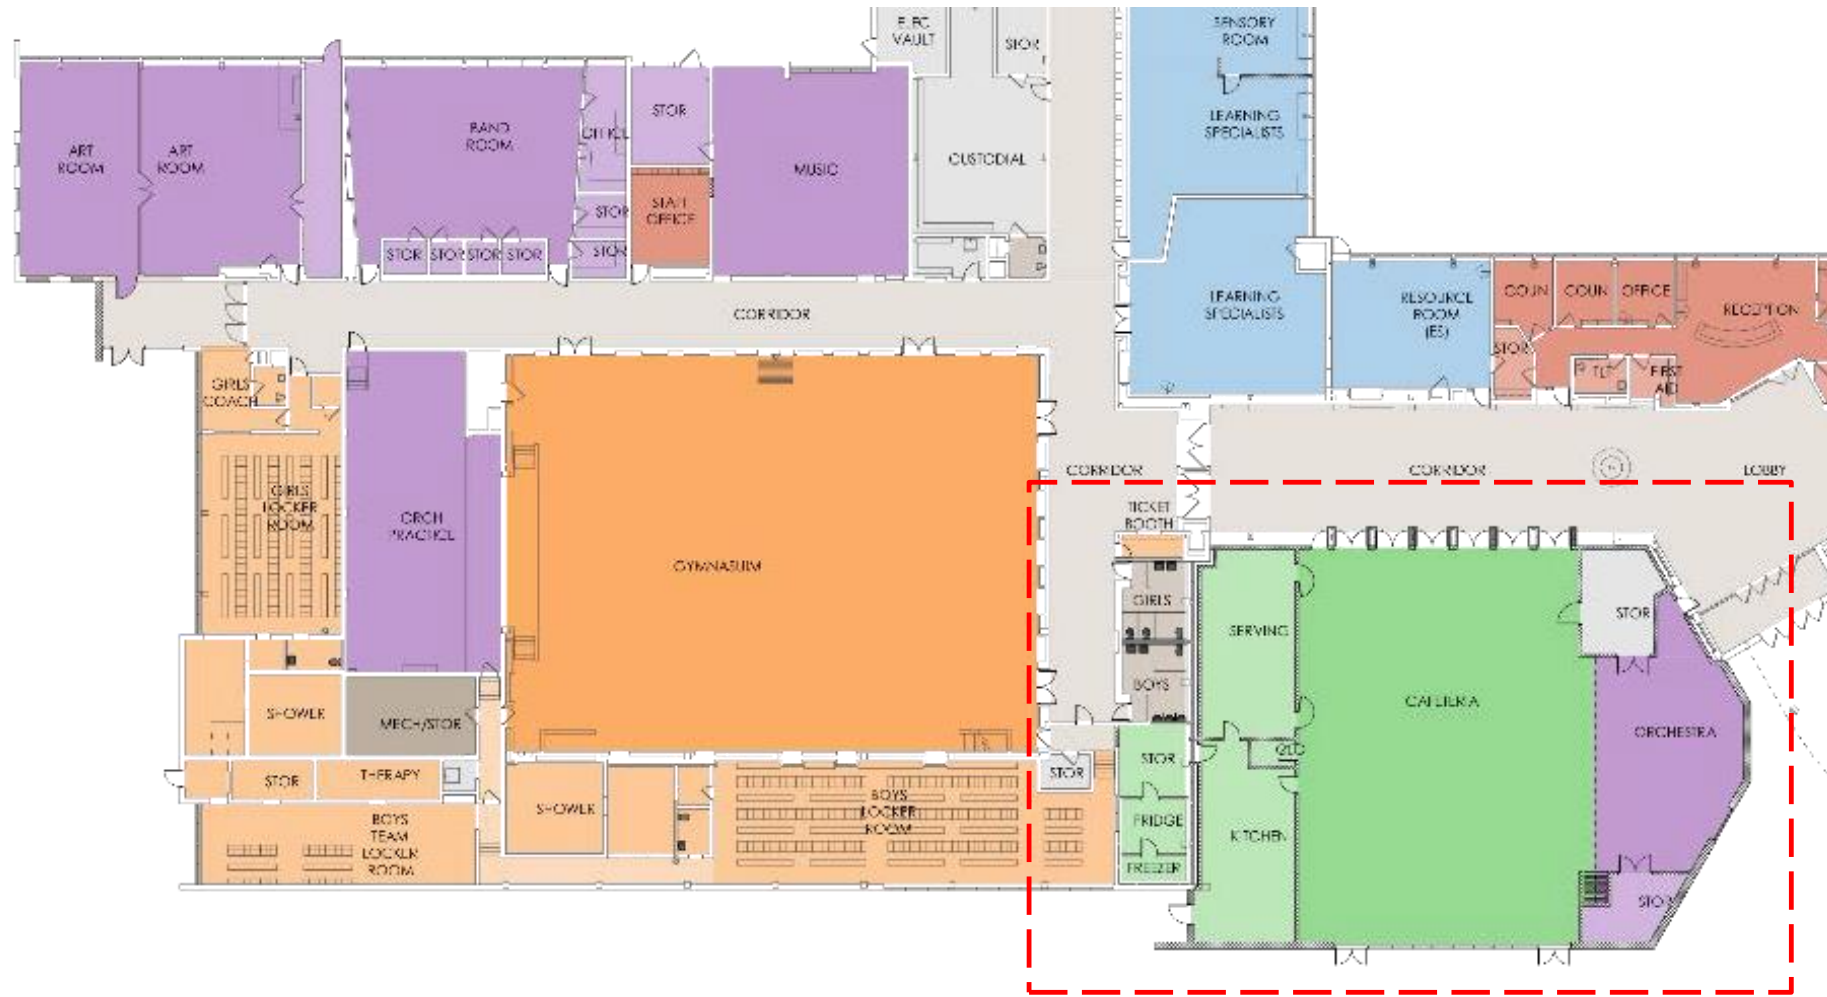 ELEC
VAULT
STOR
SENSORY
ROOM
ART
ROOM
ART
ROOM
BAND
ROOM
OFFICE
STOR
STOR
STOR
STOR
STOR
STOR
STOR
STAFF
OFFICE
MUSIC
CUSTODIAL
LEARNING
SPECIALISTS
LEARNING
SPECIALISTS
RESOURCE
ROOM
(ES)
COUN
COUN
OFFICE
RECEPTION
STOR
TLT
FIRST
AID
CORRIDOR
GIRLS
COACH
GIRLS
LOCKER
ROOM
ORCH
PRACTICE
GYMNASUIM
CORRIDOR
CORRIDOR
LOBBY
TICKET
BOOTH
GIRLS
BOYS
SERVING
CAFETERIA
STOR
ORCHESTRA
STOR
SHOWER
MECH/STOR
STOR
THERAPY
BOYS
TEAM
LOCKER
ROOM
SHOWER
BOYS
LOCKER
ROOM
STOR
STOR
FRIDGE
FREEZER
KITCHEN